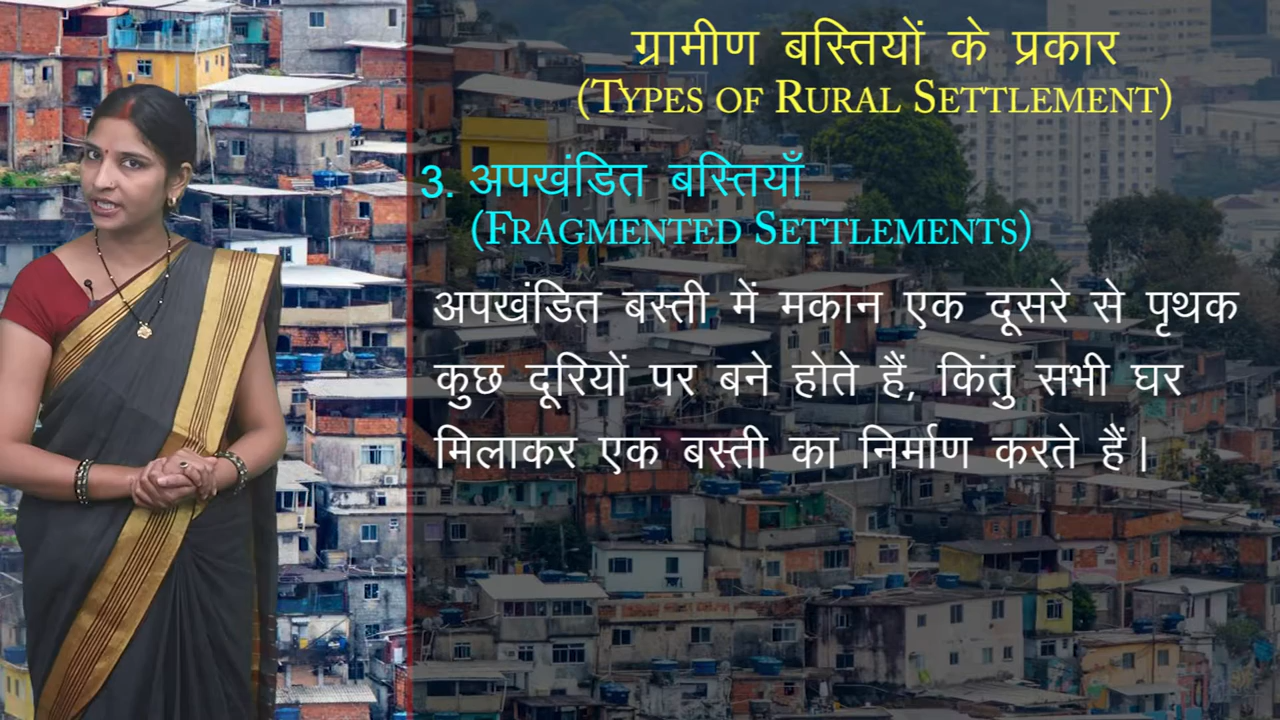 ग्रामीण बस्तियों के प्रकार
(Types of Rural Settlement)
3. अपखंडित बस्तियाँ
(Fragmented Settlements)
अपखंडित बस्ती में मकान एक दूसरे से पृथक
कुछ दूरियों पर बने होते हैं, किंतु सभी घर
मिलाकर एक बस्ती का निर्माण करते हैं।